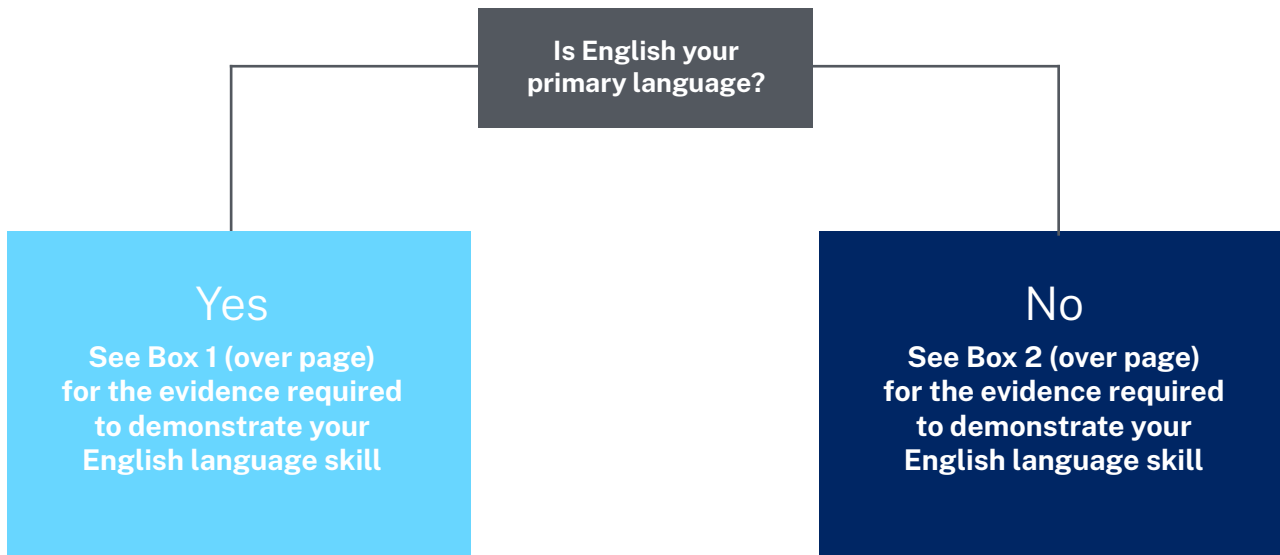 Is English your
primary language?
Yes
See Box 1 (over page)
for the evidence required
to demonstrate your
English language skill
No
See Box 2 (over page)
for the evidence required
to demonstrate your
English language skill